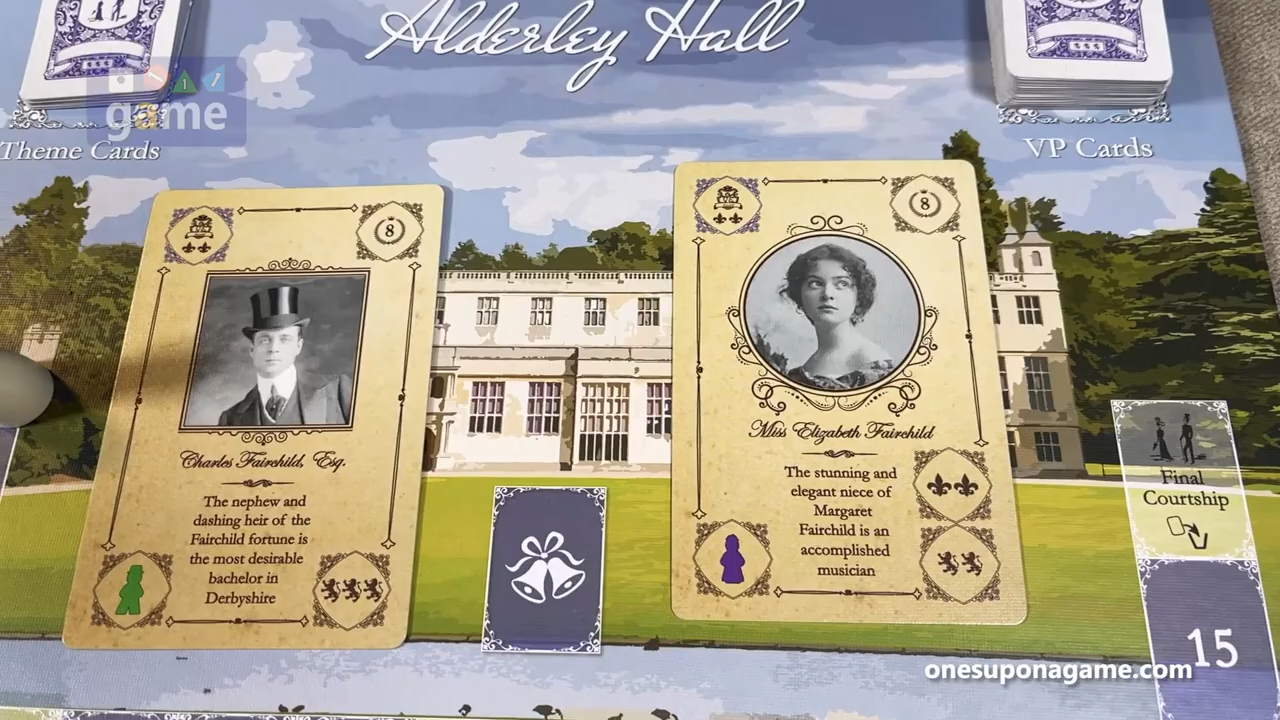 Alderley Hall
game
Theme Cards
VP Cards
8
Charles Fairchild, Esq.
The nephew and
dashing heir of the
Fairchild fortune is
the most desirable
bachelor in
Derbyshire
8
Miss Elizabeth Fairchild
The stunning and
elegant niece of
Margaret
Fairchild is an
accomplished
musician
Final
Courtship
15
onesuponagame.com